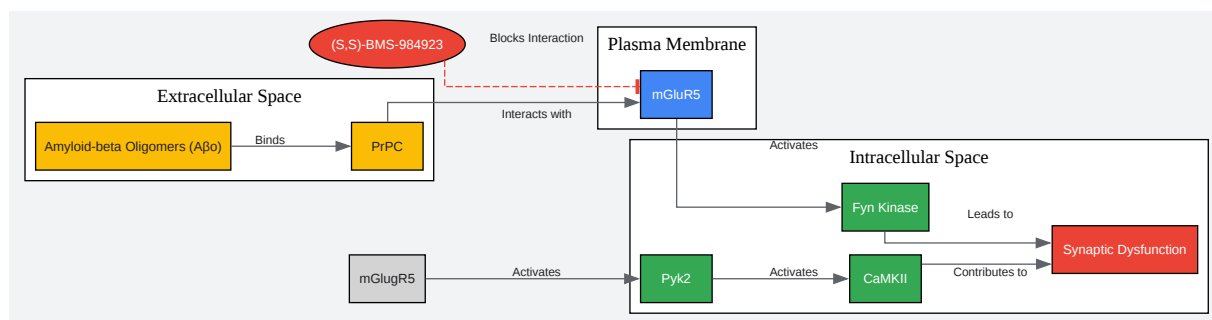 (S,S)-BMS-984923
Blocks Interaction
Plasma Membrane
mGluR5
Extracellular Space
Amyloid-beta Oligomers (Aβo)
Binds
PrPC
Interacts with
Activates
Intracellular Space
Fyn Kinase
Leads to
Synaptic Dysfunction
mGlugR5
Activates
Pyk2
Activates
CaMKII
Contributes to